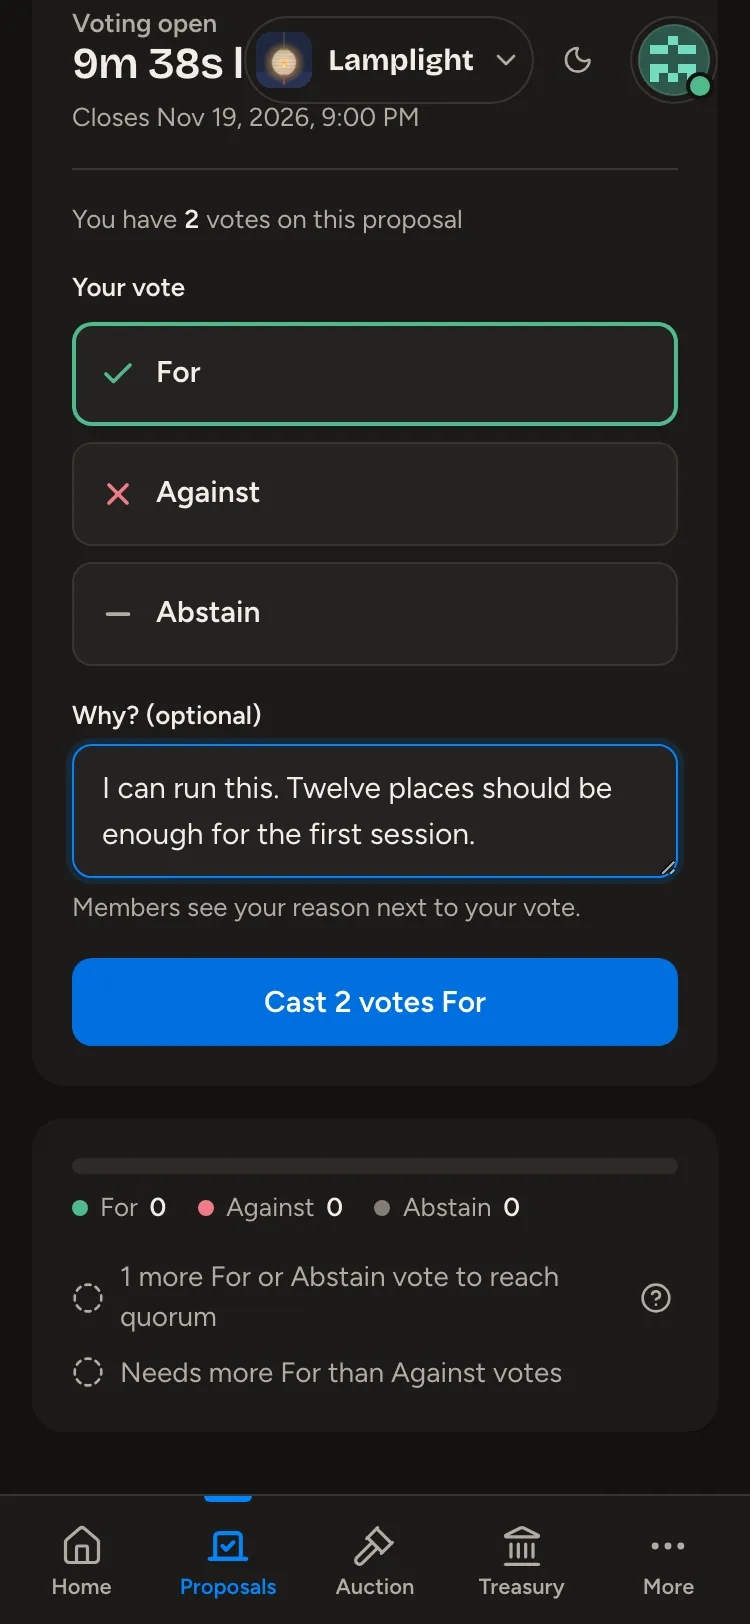 Voting open
9m 38s l
Lamplight
Closes Nov 19, 2026, 9:00 PM
You have 2 votes on this proposal
Your vote
For
Against
Abstain
Why? (optional)
I can run this. Twelve places should be
enough for the first session.
Members see your reason next to your vote.
Cast 2 votes For
For 0 Against 0 Abstain 0
1 more For or Abstain vote to reach
quorum
Needs more For than Against votes
Home Proposals Auction Treasury More